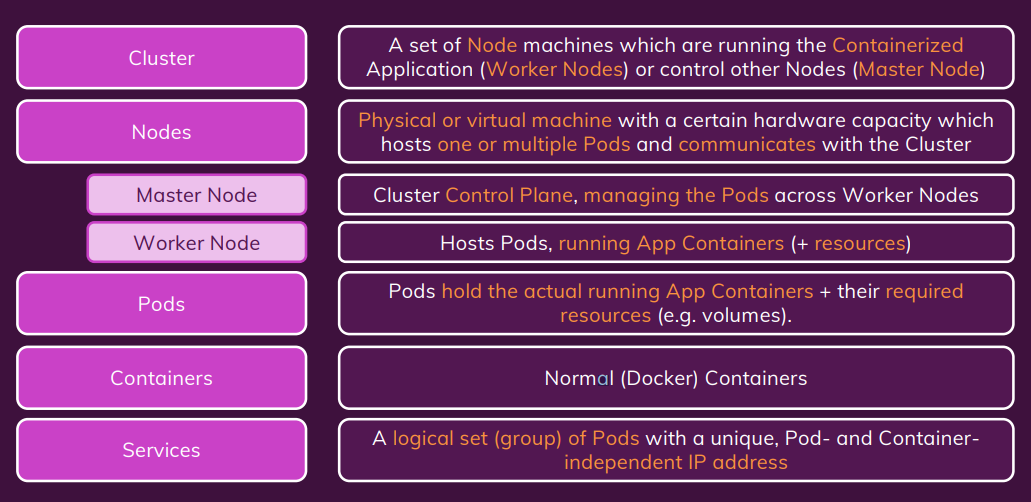 Cluster
A set of Node machines which are running the Containerized
Application (Worker Nodes) or control other Nodes (Master Node)
Nodes
Physical or virtual machine with a certain hardware capacity which
hosts one or multiple Pods and communicates with the Cluster
Master Node
Cluster Control Plane, managing the Pods across Worker Nodes
Worker Node
Hosts Pods, running App Containers (+ resources)
Pods
Pods hold the actual running App Containers + their required
resources (e.g. volumes).
Containers
Normal (Docker) Containers
Services
A logical set (group) of Pods with a unique, Pod- and Container-
independent IP address